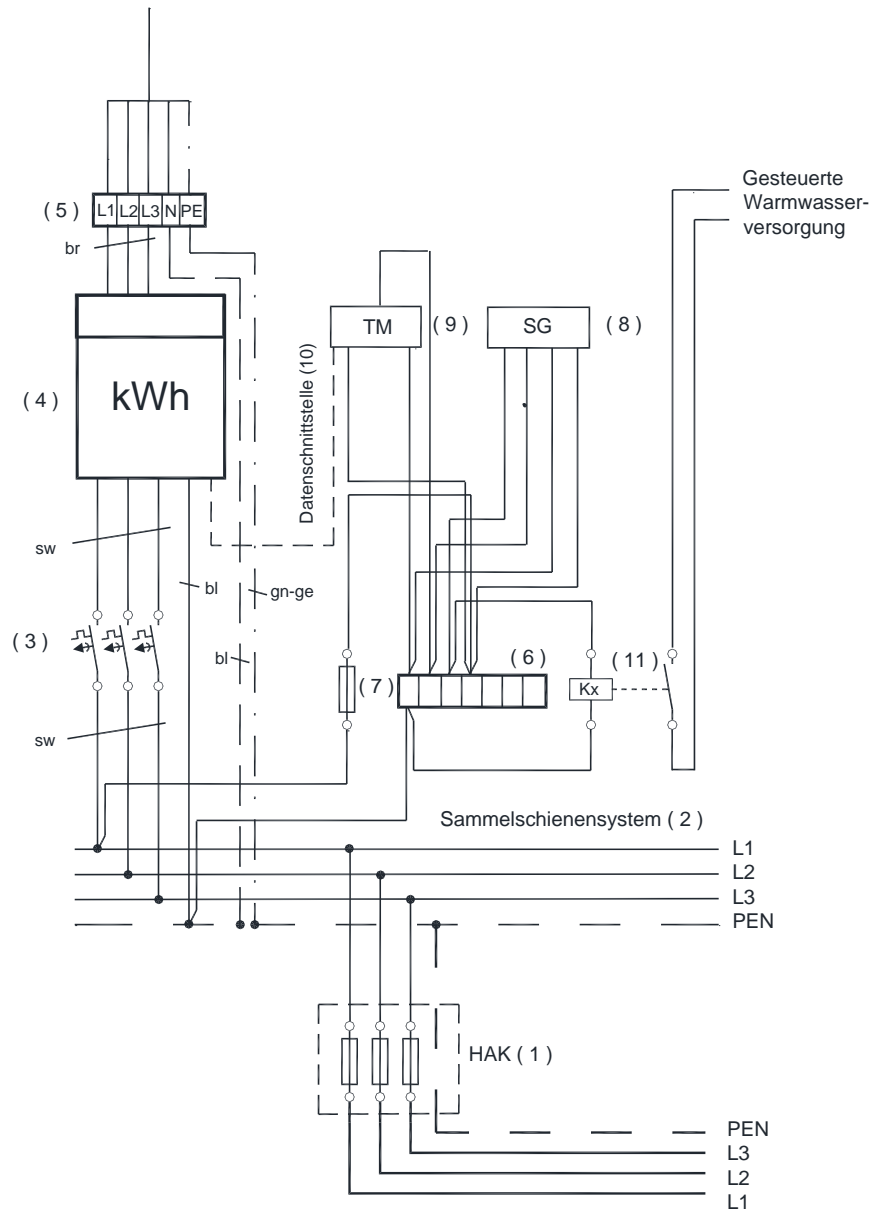 Gesteuerte
Warmwasser-
versorgung
( 5 )
L1 L2 L3 N PE
br
TM
( 9 )
SG
( 8 )
( 4 )
kWh
Datenschnittstelle (10)
sw
bl
gn-ge
( 3 )
bl
( 7 )
( 6 )
( 11 )
Kx
sw
Sammelschienensystem ( 2 )
L1
L2
L3
PEN
HAK ( 1 )
PEN
L3
L2
L1